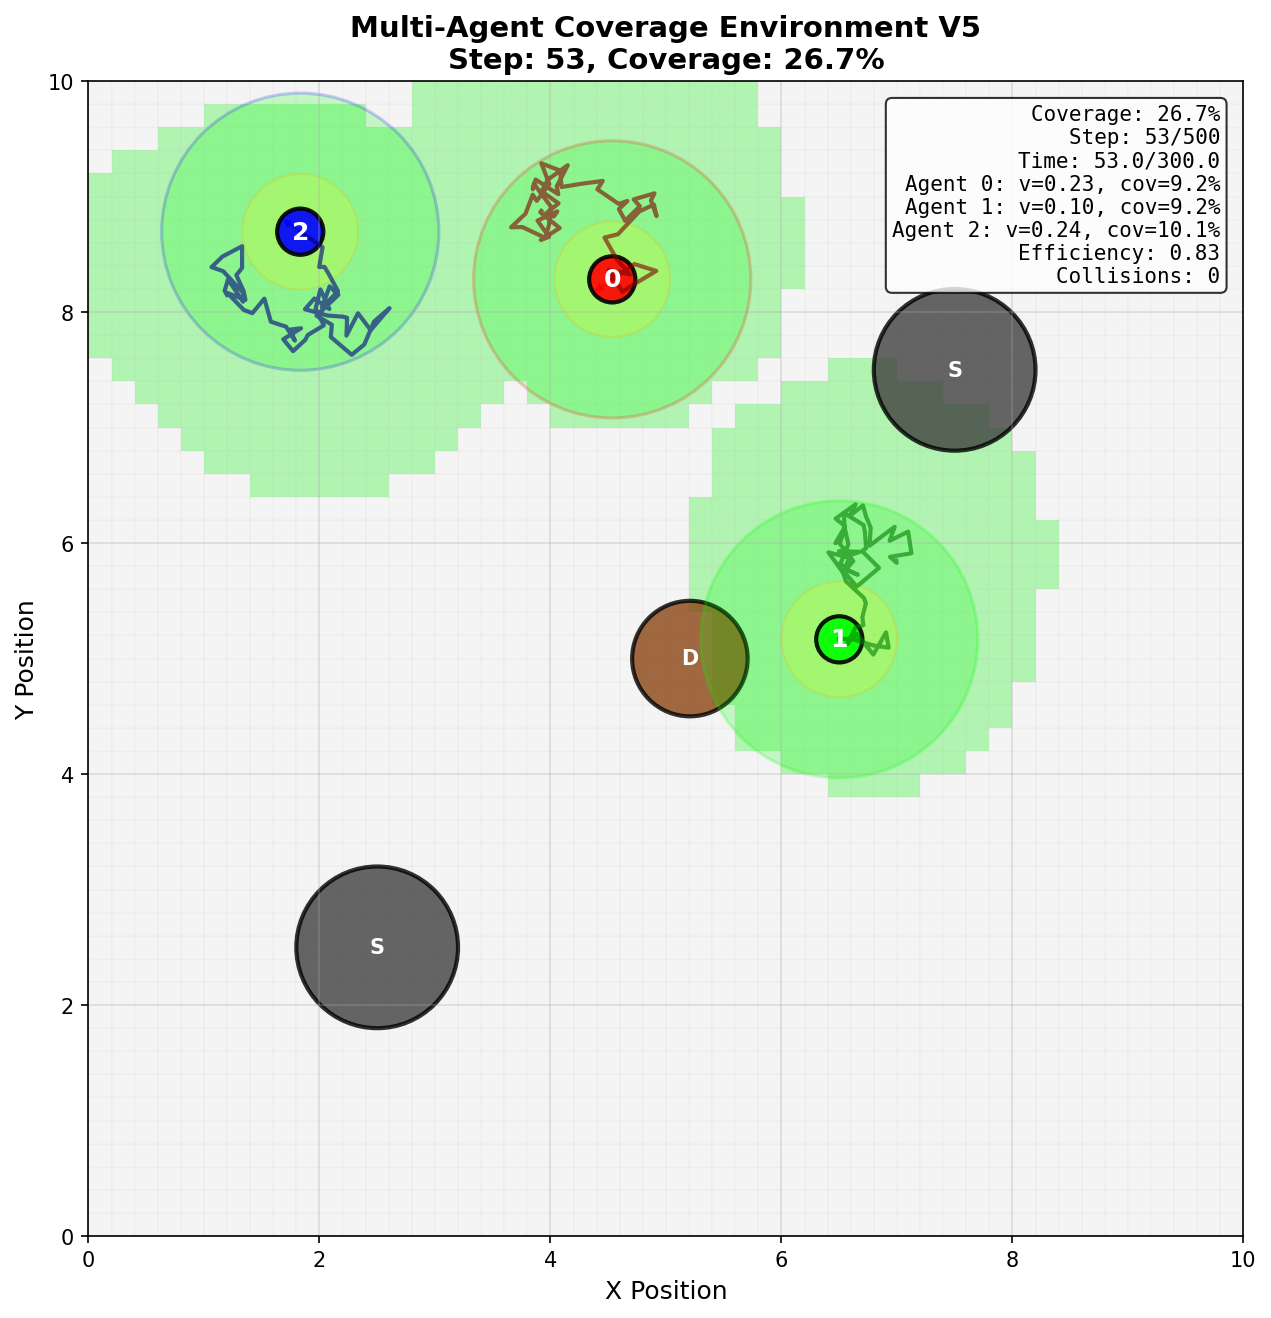 Multi-Agent Coverage Environment V5
Step: 53, Coverage: 26.7%
Coverage: 26.7%
Step: 53/500
Time: 53.0/300.0
Agent 0: v=0.23, cov=9.2%
Agent 1: v=0.10, cov=9.2%
Agent 2: v=0.24, cov=10.1%
Efficiency: 0.83
Collisions: 0
10
8
6
4
2
0
Y Position
2
0
S
1
D
S
0
2
4
6
8
10
X Position